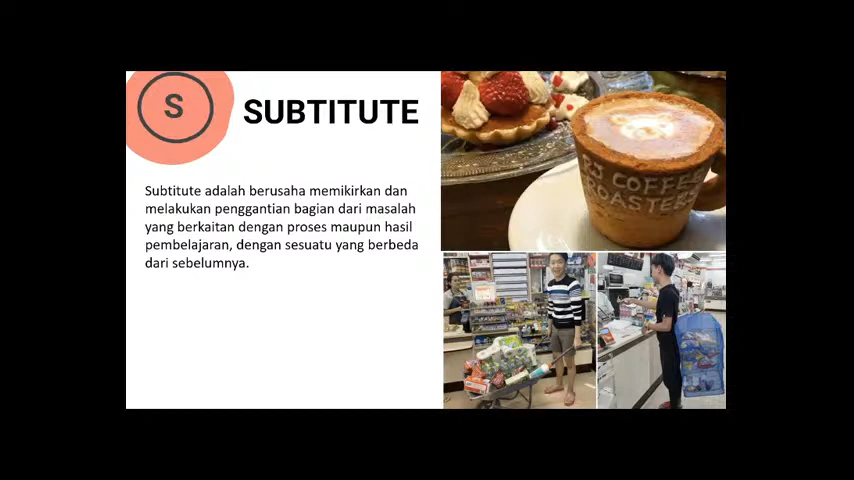 S
SUBTITUTE
Subtitute adalah berusaha memikirkan dan
melakukan penggantian bagian dari masalah
yang berkaitan dengan proses maupun hasil
pembelajaran, dengan sesuatu yang berbeda
dari sebelumnya.
COFFEE
ROASTERS